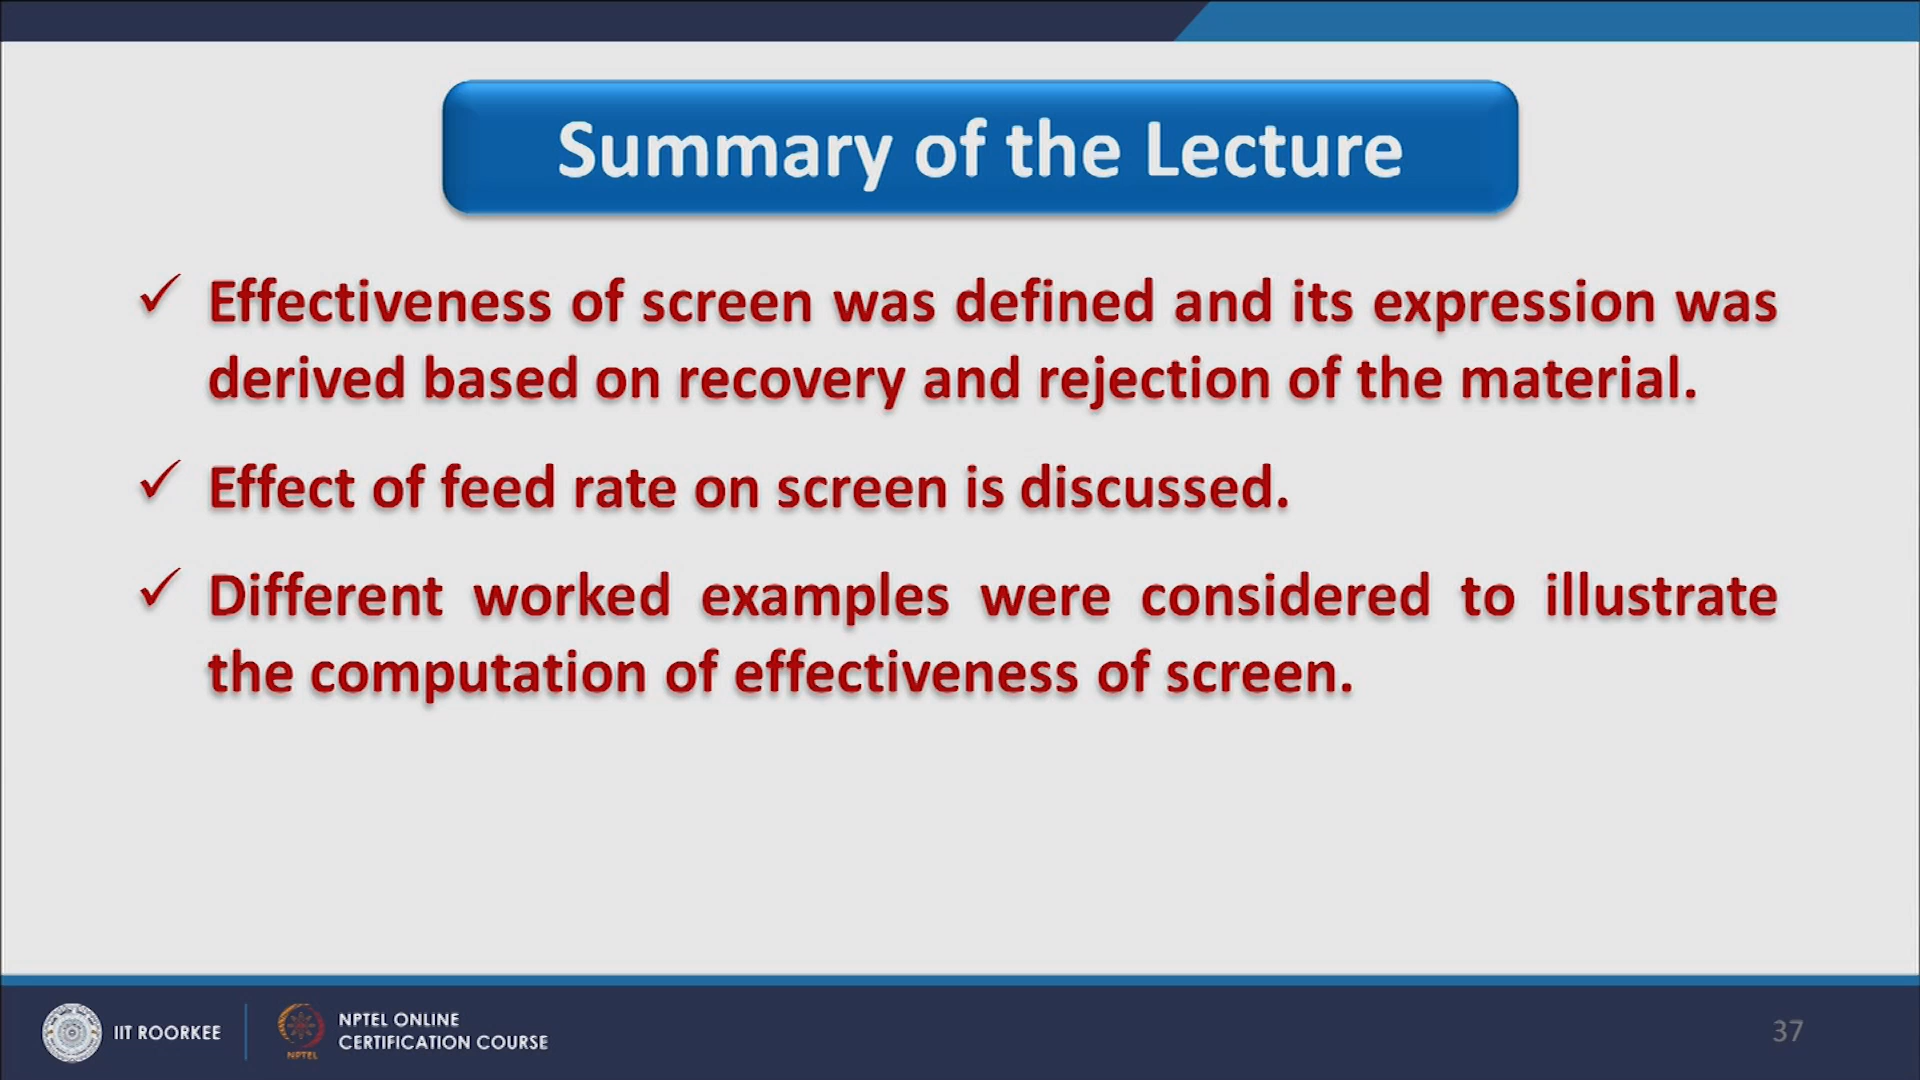 Summary of the Lecture
✓ Effectiveness of screen was defined and its expression was
derived based on recovery and rejection of the material.
✓ Effect of feed rate on screen is discussed.
✓ Different worked examples were considered to illustrate
the computation of effectiveness of screen.
IIT ROORKEE
NPTEL
NPTEL ONLINE
CERTIFICATION COURSE
37